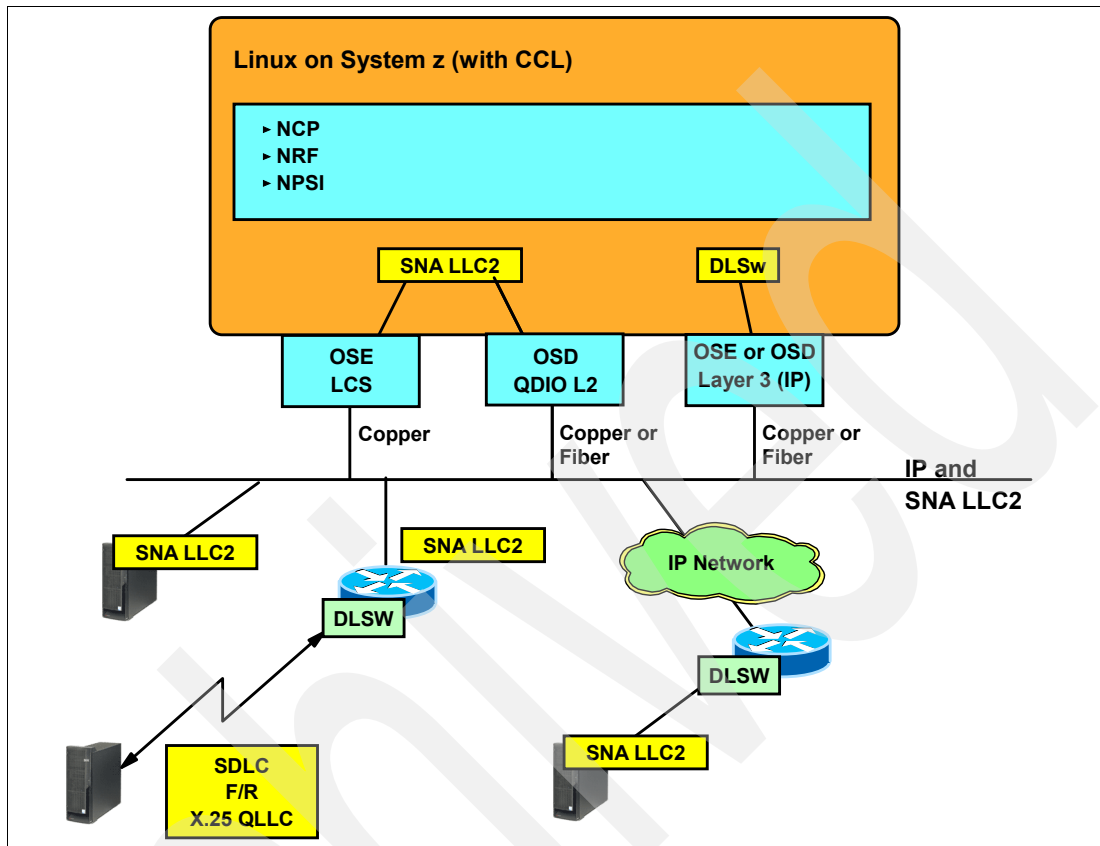 Linux on System z (with CCL)
► NCP
► NRF
► NPSI
SNA LLC2
DLSw
OSE
LCS
OSD
QDIO L2
OSE or OSD
Layer 3 (IP)
Copper
Copper or
Fiber
Copper or
Fiber
IP and
SNA LLC2
SNA LLC2
SNA LLC2
DLSW
IP Network
DLSW
SNA LLC2
SDLC
F/R
X.25 QLLC